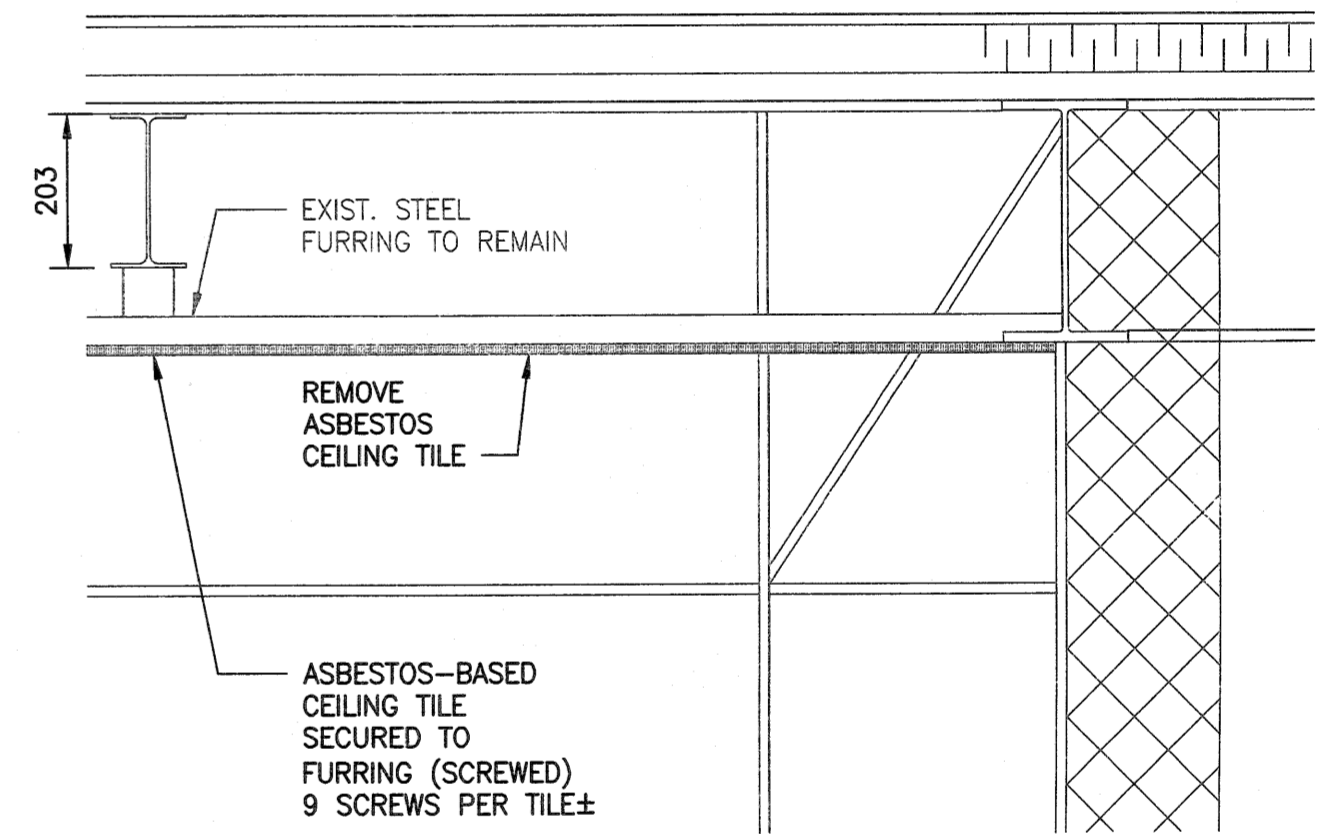 203
EXIST. STEEL
FURRING TO REMAIN
REMOVE
ASBESTOS
CEILING TILE
ASBESTOS-BASED
CEILING TILE
SECURED TO
FURRING (SCREWED)
9 SCREWS PER TILE±